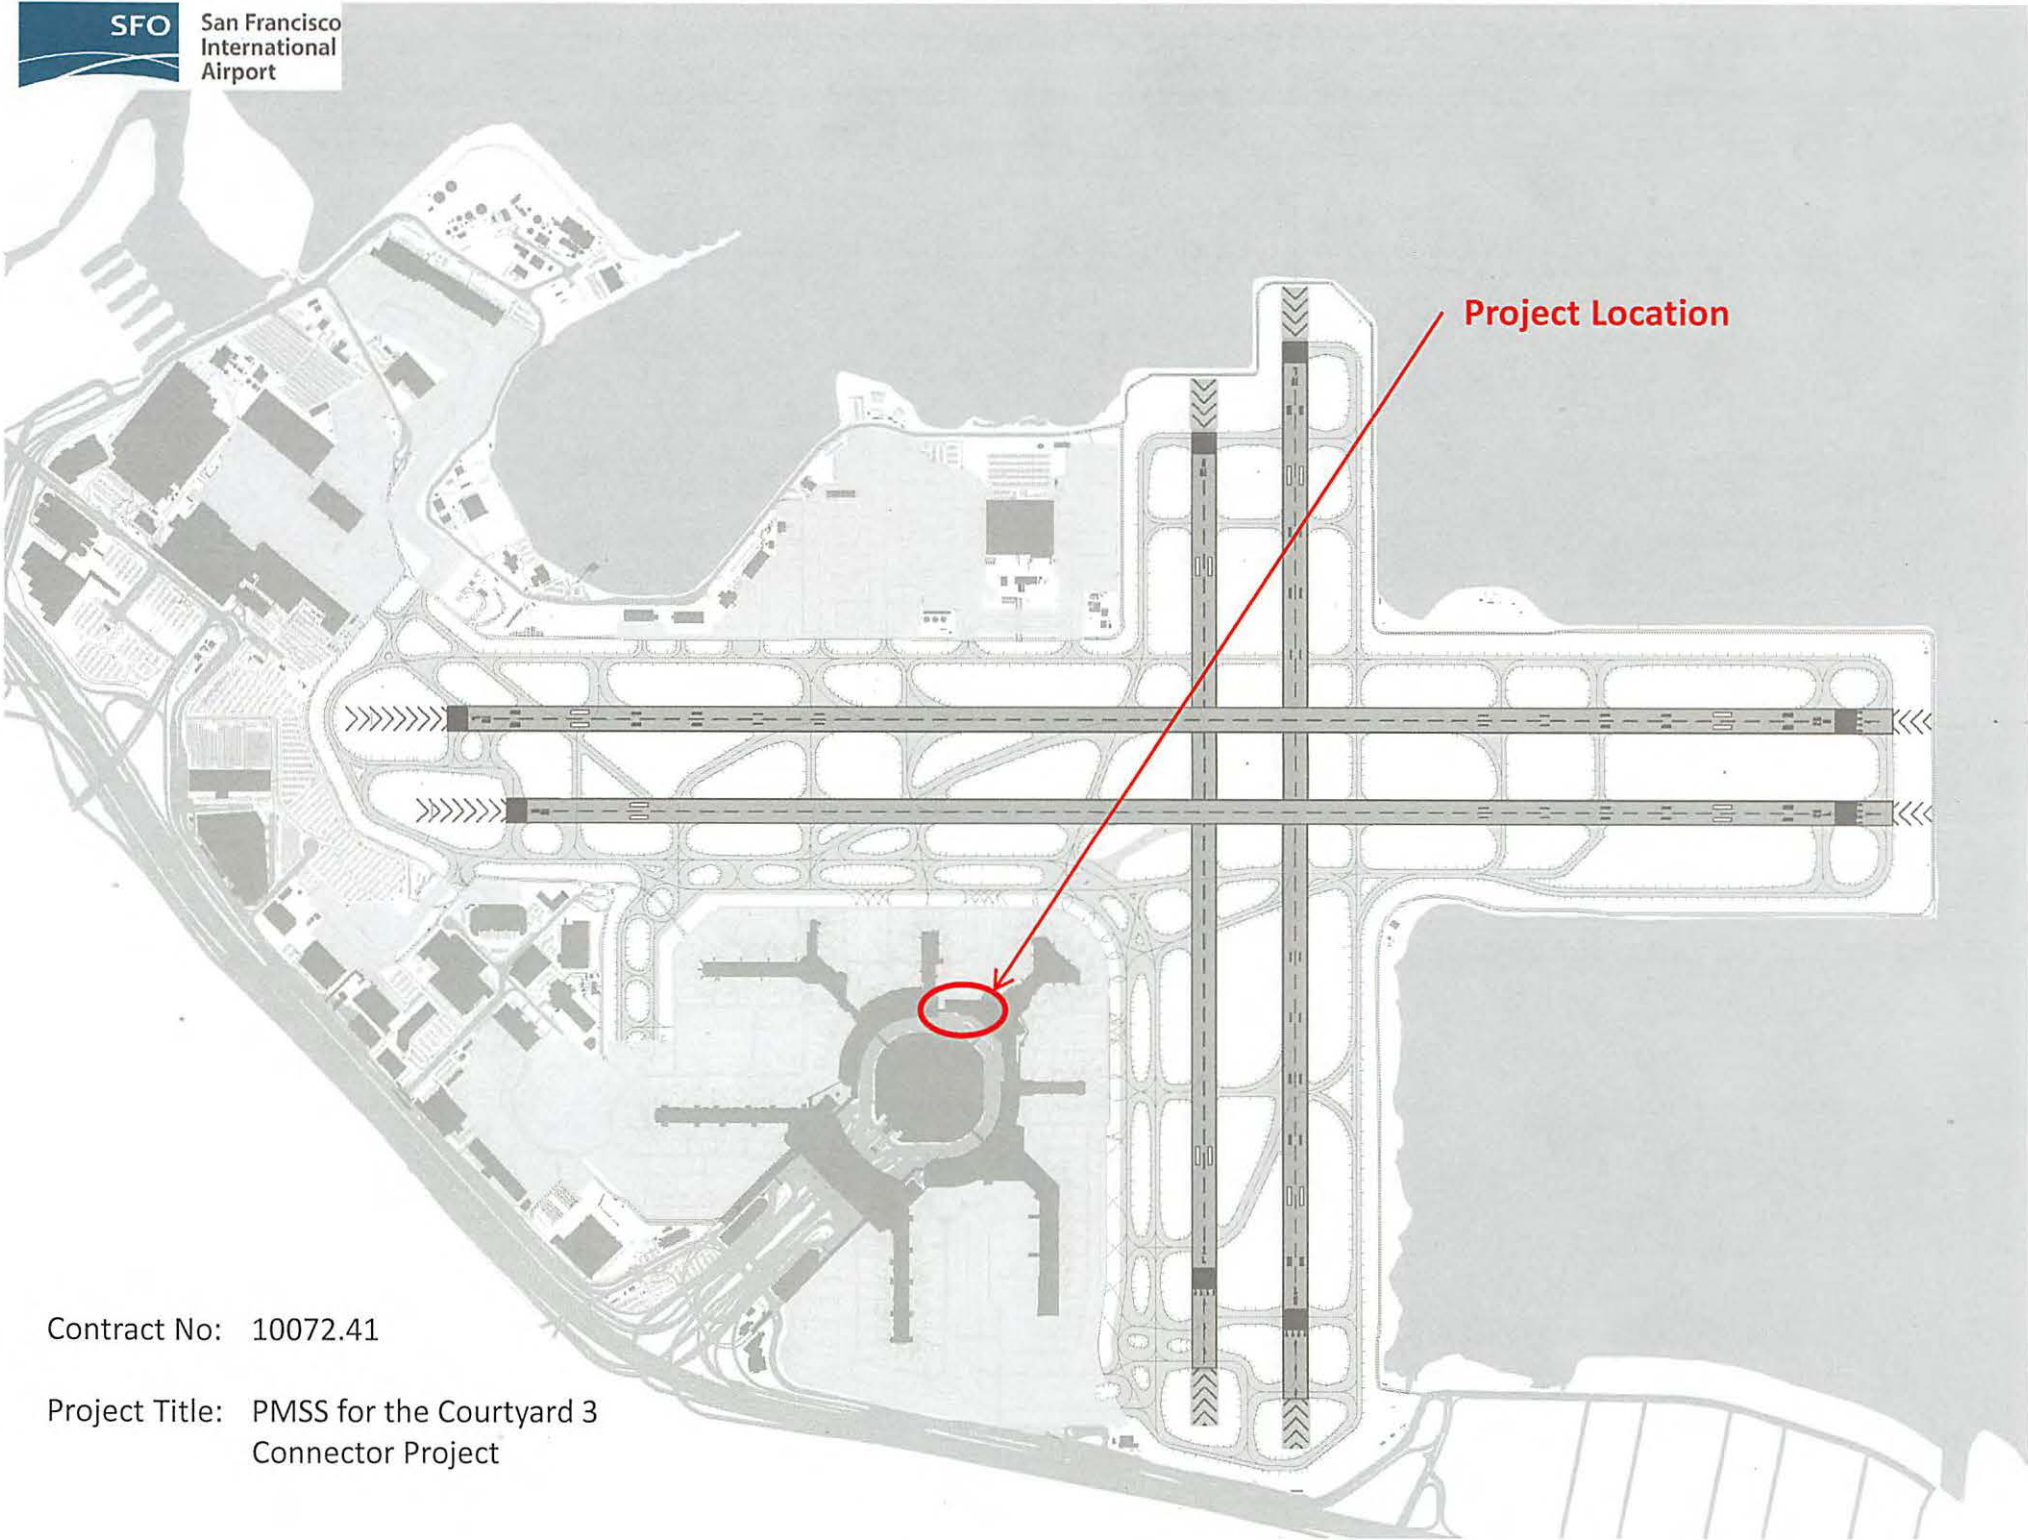 SFO
San Francisco
International
Airport
Project Location
Contract No: 10072.41
Project Title: PMSS for the Courtyard 3
Connector Project